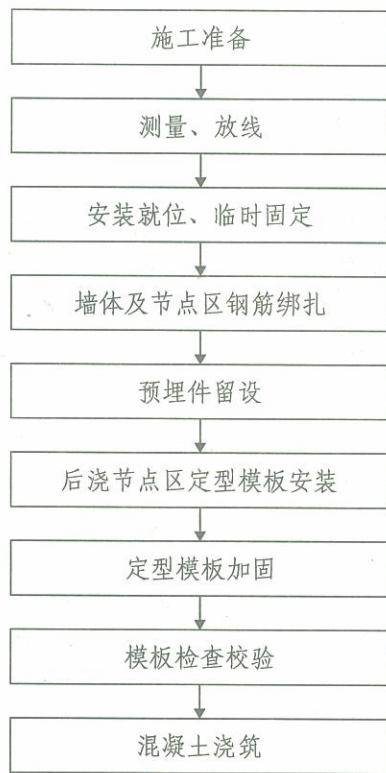 施工准备
测量、放线
安装就位、临时固定
墙体及节点区钢筋绑扎
预埋件留设
后浇节点区定型模板安装
定型模板加固
模板检查校验
混凝土浇筑